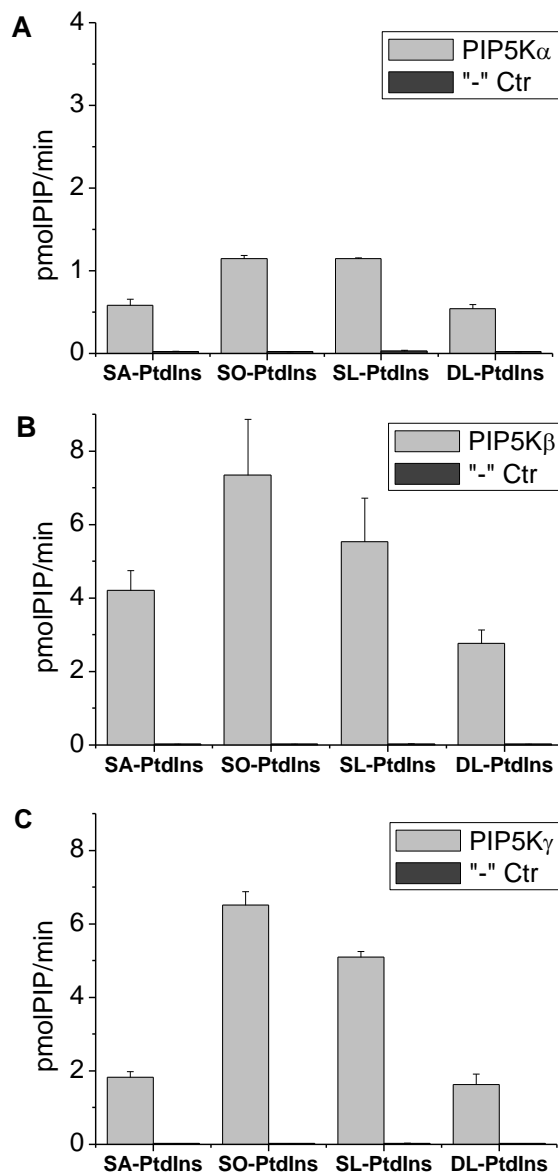 A
PIP5Kα
"-" Ctr
pmolPIP/min
4
3
2
1
0
SA-PtdIns SO-PtdIns SL-PtdIns DL-PtdIns
B
PIP5Kβ
"-" Ctr
pmolPIP/min
8
6
4
2
0
SA-PtdIns SO-PtdIns SL-PtdIns DL-PtdIns
C
PIP5Kγ
"-" Ctr
pmolPIP/min
8
6
4
2
0
SA-PtdIns SO-PtdIns SL-PtdIns DL-PtdIns